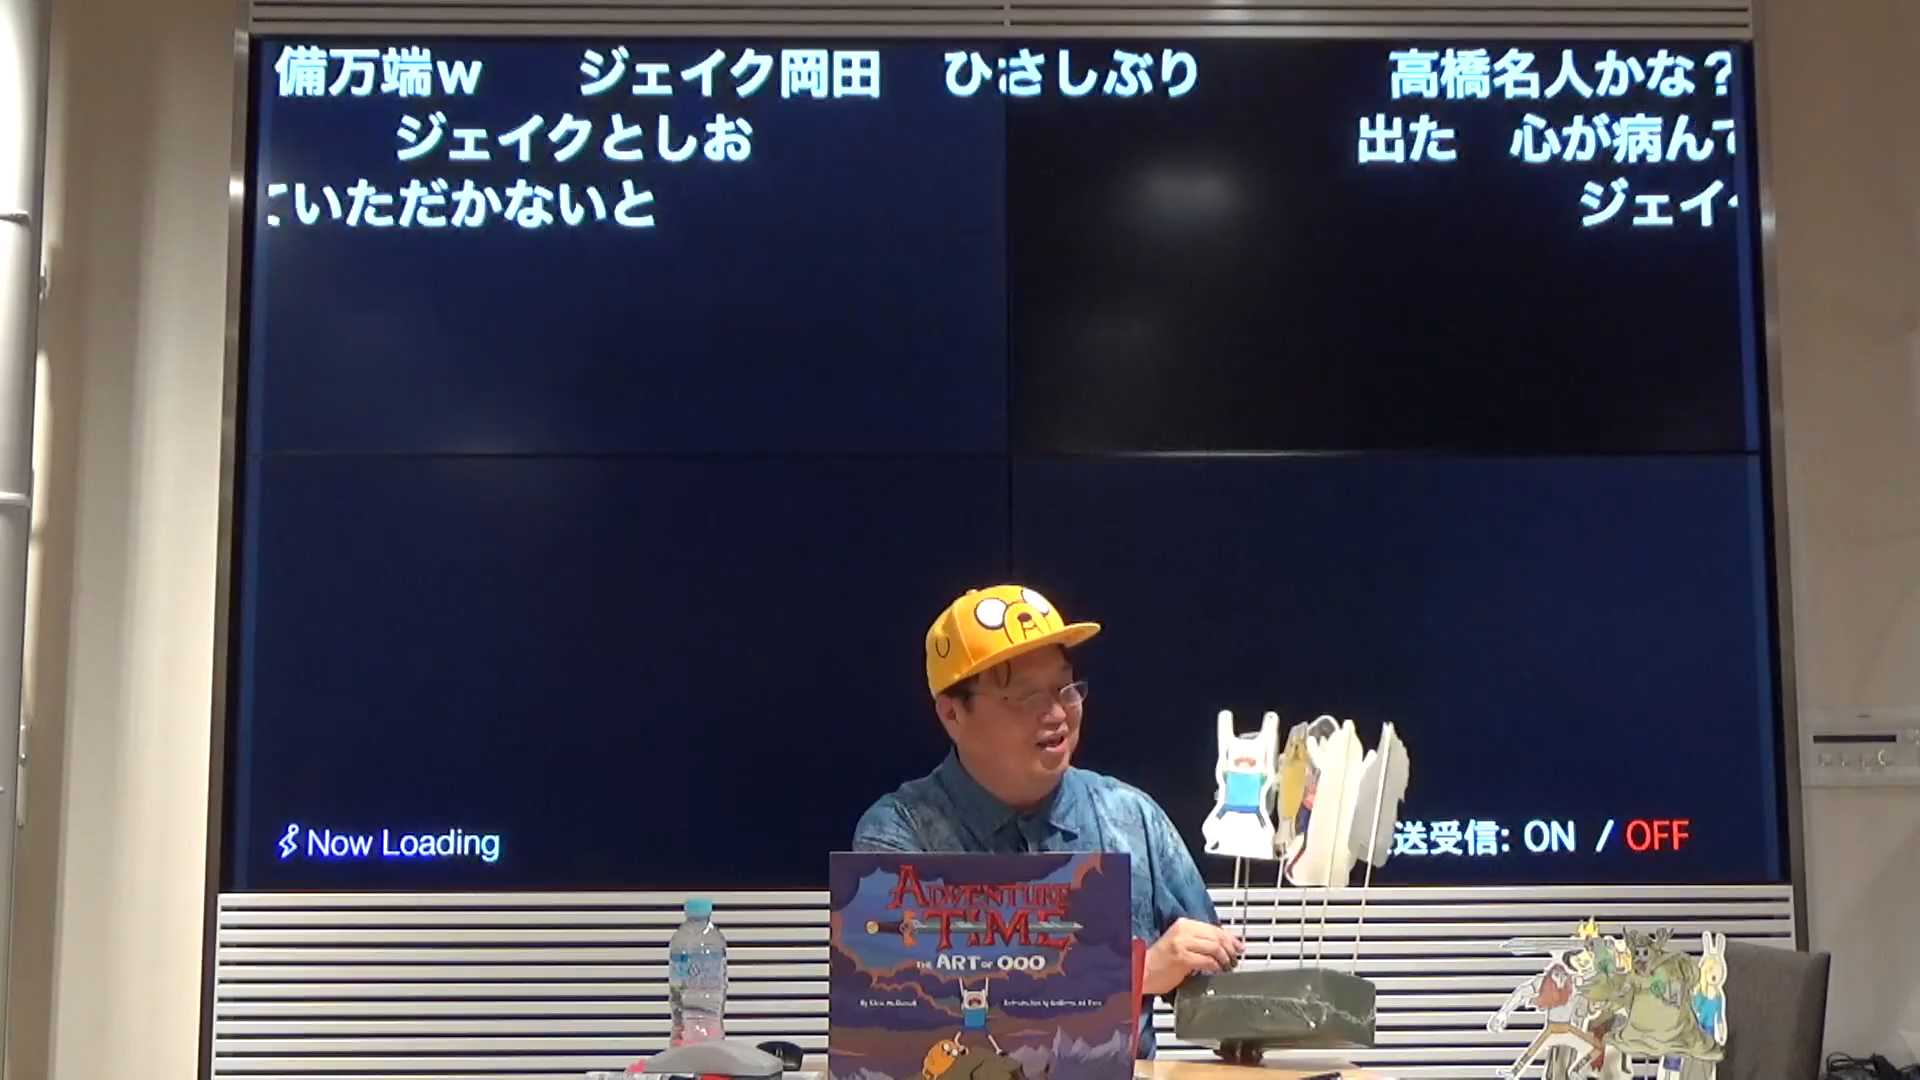 備万端w ジェイク岡田 ひさしぶり 高橋名人かな?
ジェイクとしお 出た 心が病んで
ていただかないと ジェイ
Now Loading
送受信: ON / OFF
ADVENTURE
TIME
THE ART OF OOO